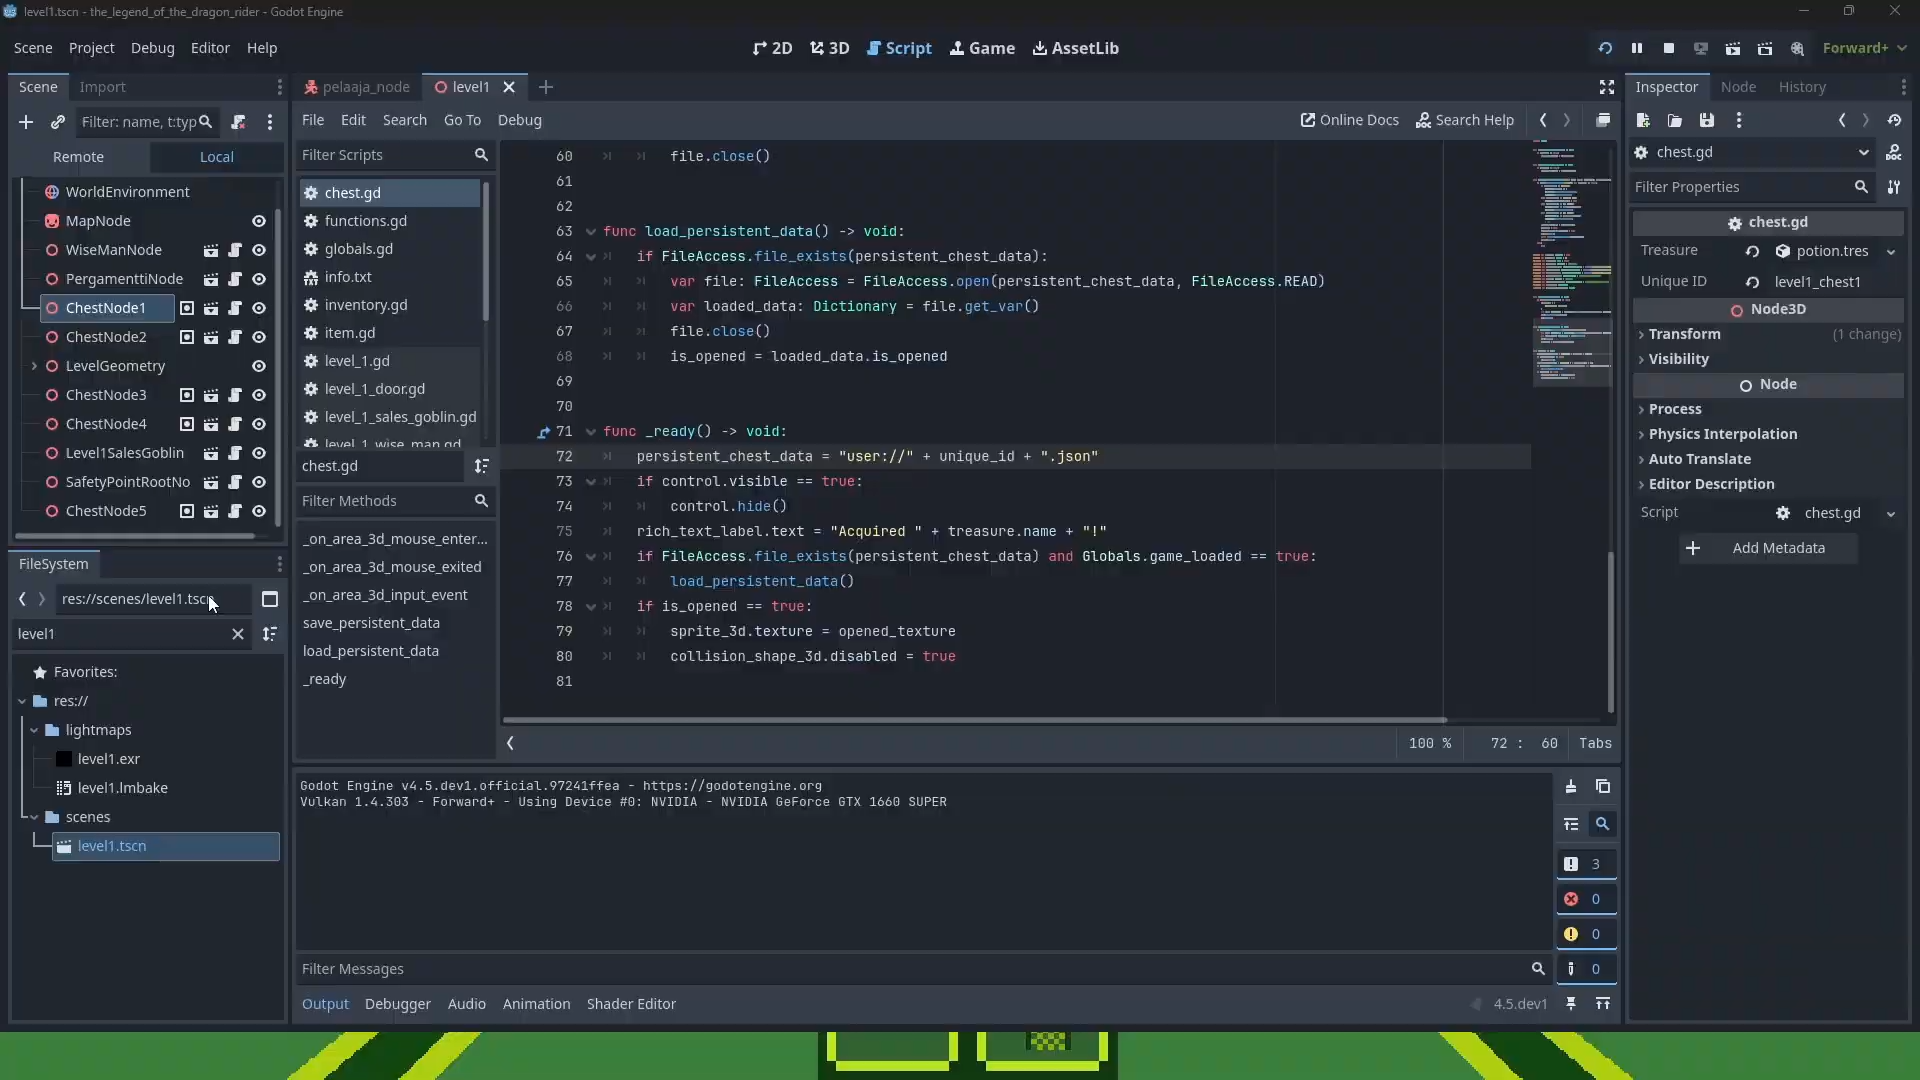 level1.tscn - the_legend_of_the_dragon_rider - Godot Engine
Scene Project Debug Editor Help
2D 3D Script Game AssetLib
Forward+
Scene Import
Filter: name, t:typ
Remote Local
WorldEnvironment
MapNode
WiseManNode
PergamenttiNode
ChestNode1
ChestNode2
LevelGeometry
ChestNode3
ChestNode4
Level1SalesGoblin
SafetyPointRootNo
ChestNode5
FileSystem
res://scenes/level1.tscn
level1
Favorites:
res://
lightmaps
level1.exr
level1.lmbake
scenes
level1.tscn
pelaaja_node level1
File Edit Search Go To Debug
Online Docs Search Help
Filter Scripts
chest.gd
functions.gd
globals.gd
info.txt
inventory.gd
item.gd
level_1.gd
level_1_door.gd
level_1_sales_goblin.gd
level_1_wise_man.gd
chest.gd
Filter Methods
_on_area_3d_mouse_enter...
_on_area_3d_mouse_exited
_on_area_3d_input_event
save_persistent_data
load_persistent_data
_ready
60 file.close()
61
62
63 func load_persistent_data() -> void:
64 if FileAccess.file_exists(persistent_chest_data):
65 var file: FileAccess = FileAccess.open(persistent_chest_data, FileAccess.READ)
66 var loaded_data: Dictionary = file.get_var()
67 file.close()
68 is_opened = loaded_data.is_opened
69
70
71 func _ready() -> void:
72 persistent_chest_data = "user://" + unique_id + ".json"
73 if control.visible == true:
74 control.hide()
75 rich_text_label.text = "Acquired " + treasure.name + "!"
76 if FileAccess.file_exists(persistent_chest_data) and Globals.game_loaded == true:
77 load_persistent_data()
78 if is_opened == true:
79 sprite_3d.texture = opened_texture
80 collision_shape_3d.disabled = true
81
100 % 72 : 60 Tabs
Godot Engine v4.5.dev1.official.97241ffea - https://godotengine.org
Vulkan 1.4.303 - Forward+ - Using Device #0: NVIDIA - NVIDIA GeForce GTX 1660 SUPER
3
0
0
0
Filter Messages
Output Debugger Audio Animation Shader Editor
4.5.dev1
Inspector Node History
chest.gd
Filter Properties
chest.gd
Treasure potion.tres
Unique ID level1_chest1
Node3D
Transform (1 change)
Visibility
Node
Process
Physics Interpolation
Auto Translate
Editor Description
Script chest.gd
Add Metadata